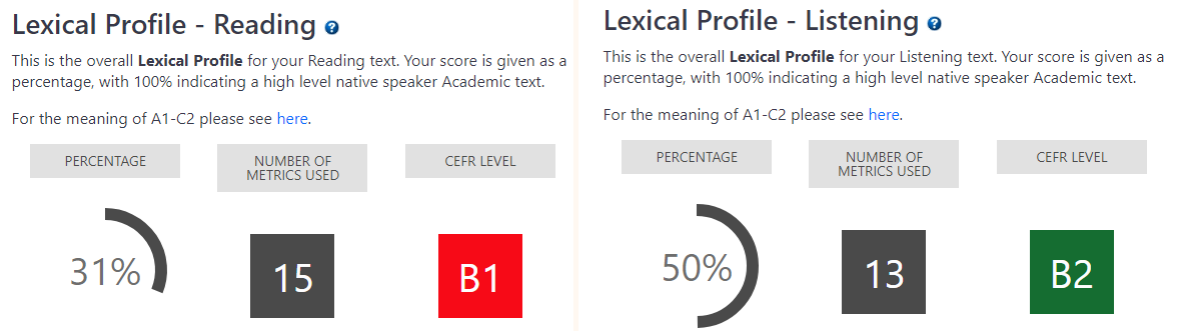 Lexical Profile - Reading ?
This is the overall Lexical Profile for your Reading text. Your score is given as a
percentage, with 100% indicating a high level native speaker Academic text.
For the meaning of A1-C2 please see here.
PERCENTAGE
NUMBER OF
METRICS USED
CEFR LEVEL
31%
15
B1
Lexical Profile - Listening ?
This is the overall Lexical Profile for your Listening text. Your score is given as a
percentage, with 100% indicating a high level native speaker Academic text.
For the meaning of A1-C2 please see here.
PERCENTAGE
NUMBER OF
METRICS USED
CEFR LEVEL
50%
13
B2